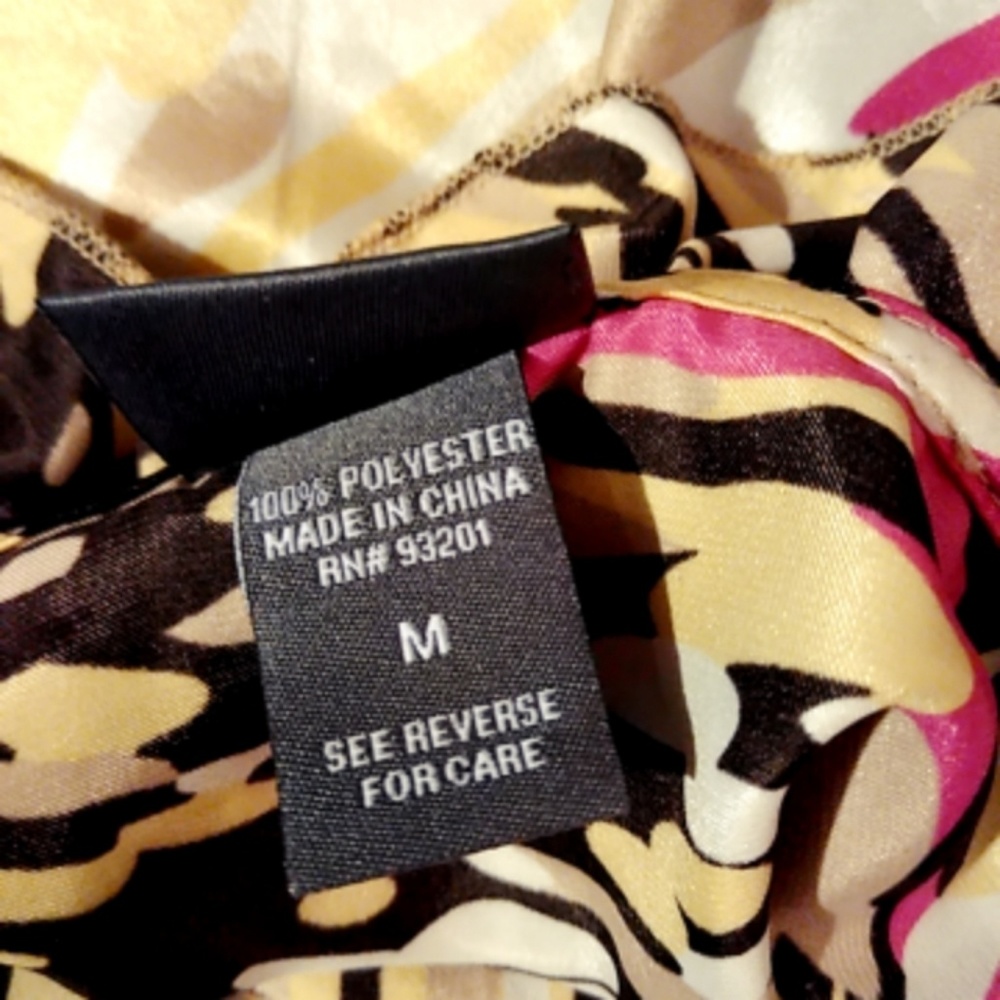 100% POLYESTER
MADE IN CHINA
RN# 93201
M
SEE REVERSE
FOR CARE